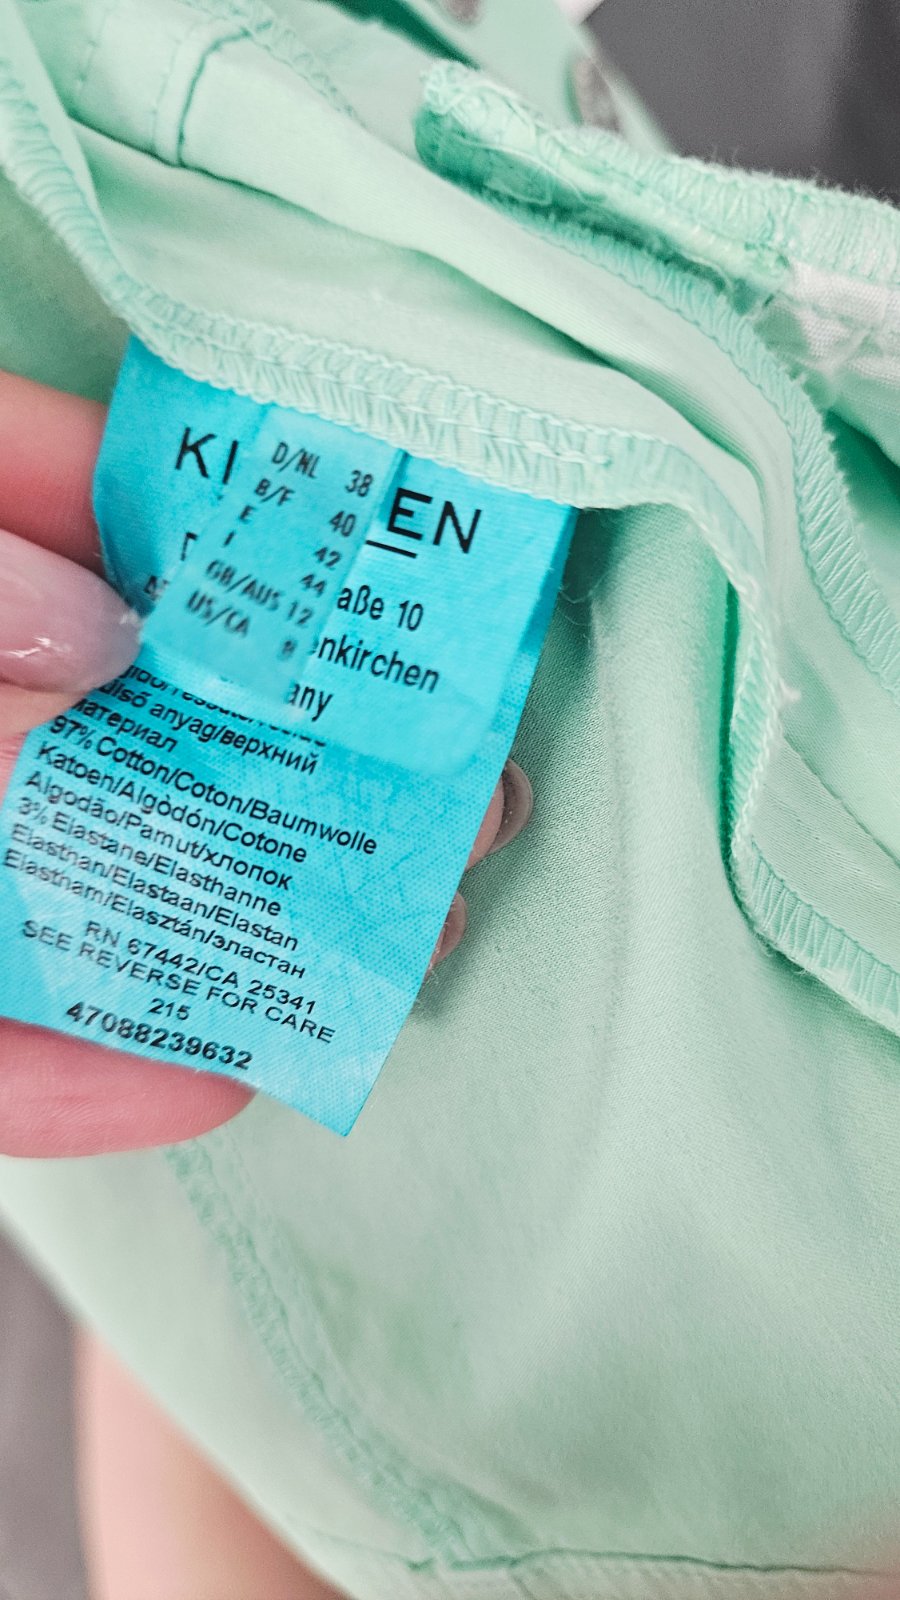 KI EN
D/NL 38
B/F 40
E 42
I 44
GB/AUS 12
US/CA 8
aße 10
enkirchen
any
ülső anyag/верхний
материал
97% Cotton/Coton/Baumwolle
Katoen/Algòdón/Cotone
Algodão/Pamut/хлопок
3% Elastane/Elasthanne
Elasthan/Elastaan/Elastan
Elastham/Elasztán/эластан
RN 67442/CA 25341
SEE REVERSE FOR CARE
215
47088239632